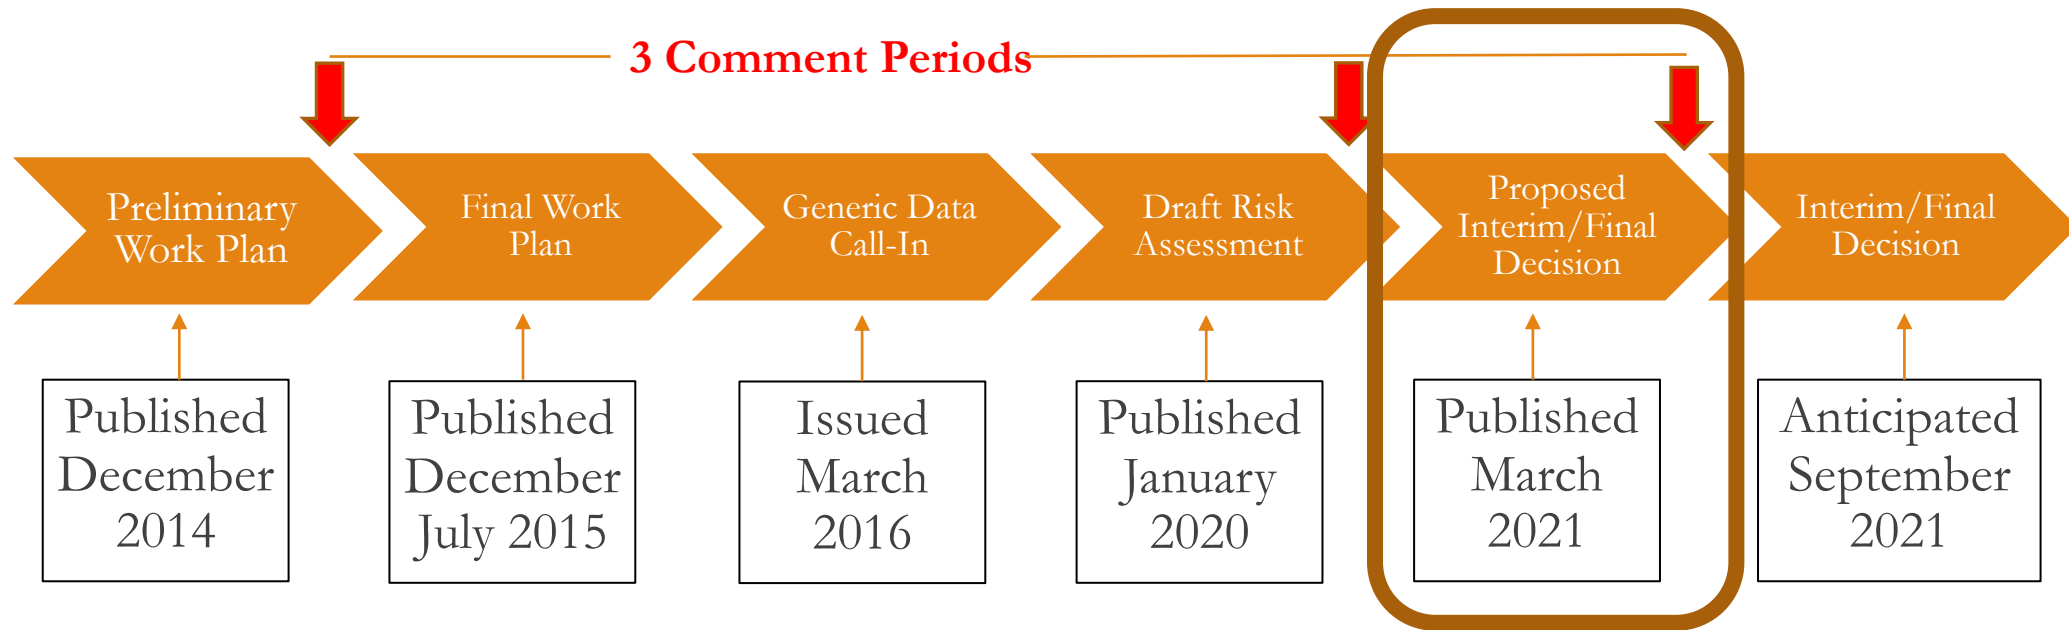 3 Comment Periods
Preliminary
Work Plan
Final Work
Plan
Generic Data
Call-In
Draft Risk
Assessment
Proposed
Interim/Final
Decision
Interim/Final
Decision
Published
December
2014
Published
December
July 2015
Issued
March
2016
Published
January
2020
Published
March
2021
Anticipated
September
2021